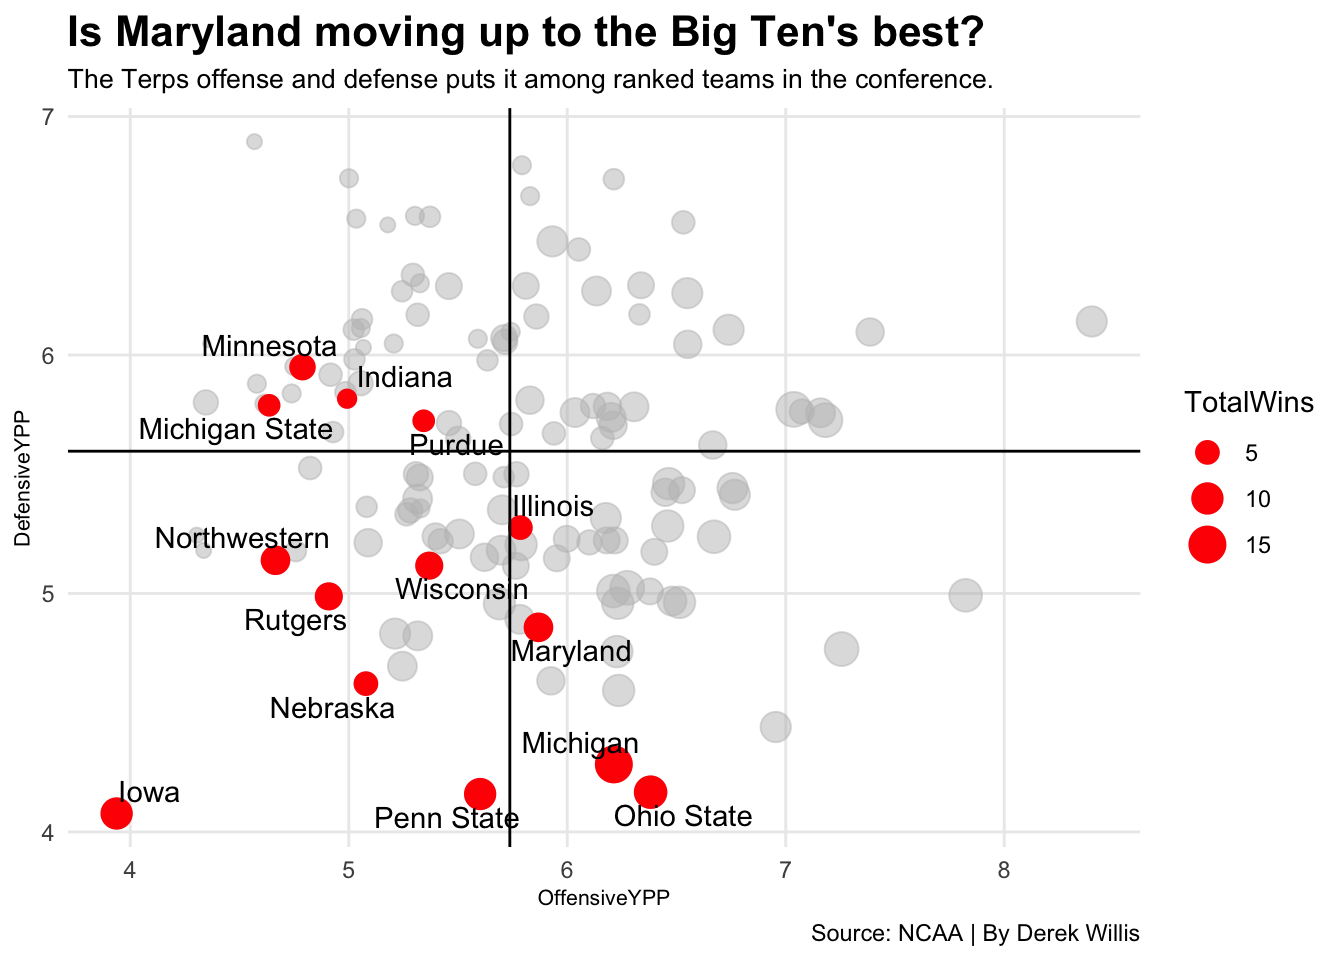 Is Maryland moving up to the Big Ten's best?
The Terps offense and defense puts it among ranked teams in the conference.
7
6
5
4
DefensiveYPP
Minnesota
Indiana
Michigan State
Purdue
Illinois
Northwestern
Wisconsin
Rutgers
Maryland
Nebraska
Michigan
Iowa
Penn State
Ohio State
4
5
6
7
8
OffensiveYPP
TotalWins
5
10
15
Source: NCAA | By Derek Willis